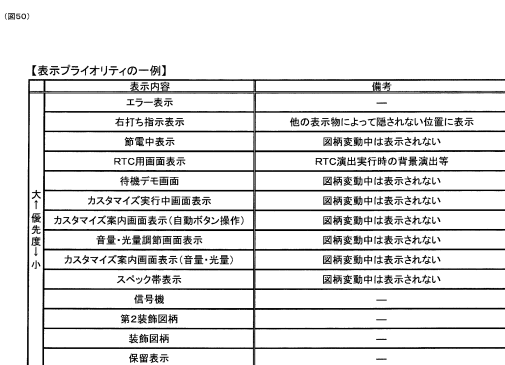 (図50)
【表示プライオリティの一例】
表示内容 備考
大↑優先度↓小
エラー表示 ―
右打ち指示表示 他の表示物によって隠されない位置に表示
節電中表示 図柄変動中は表示されない
RTC用画面表示 RTC演出実行時の背景演出等
待機デモ画面 図柄変動中は表示されない
カスタマイズ実行中画面表示 図柄変動中は表示されない
カスタマイズ案内画面表示(自動ボタン操作) 図柄変動中は表示されない
音量・光量調節画面表示 図柄変動中は表示されない
カスタマイズ案内画面表示(音量・光量) 図柄変動中は表示されない
スペック帯表示 図柄変動中は表示されない
信号機 ―
第2装飾図柄 ―
装飾図柄 ―
保留表示 ―